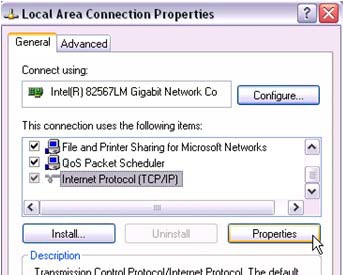 Local Area Connection Properties
General Advanced
Connect using:
Intel(R) 82567LM Gigabit Network Co Configure...
This connection uses the following items:
File and Printer Sharing for Microsoft Networks
QoS Packet Scheduler
Internet Protocol (TCP/IP)
Install... Uninstall Properties
Description
Transmission Control Protocol/Internet Protocol. The default